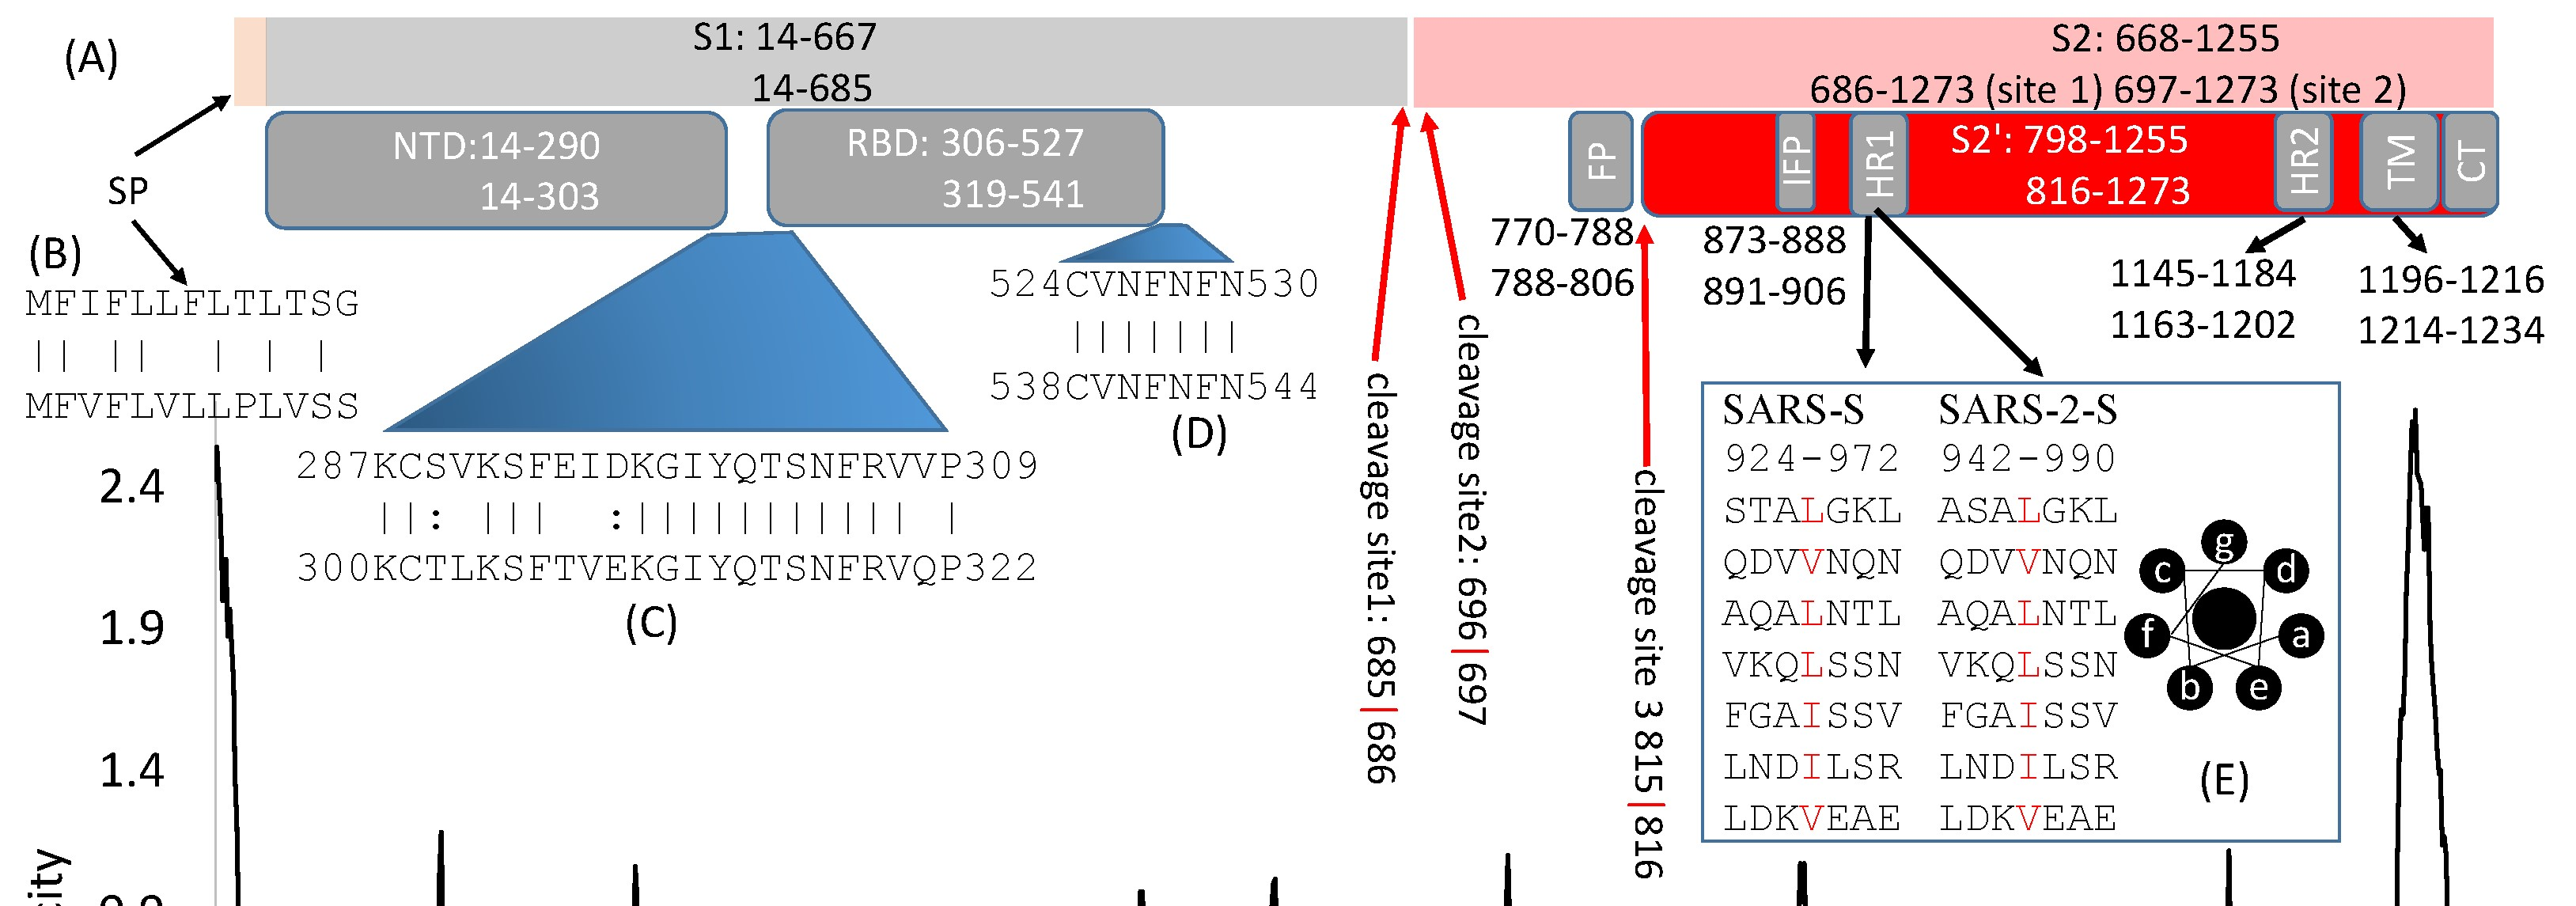 (A)
S1: 14-667
14-685
S2: 668-1255
686-1273 (site 1) 697-1273 (site 2)
NTD:14-290
14-303
RBD: 306-527
319-541
FP
IFP
HR1
S2': 798-1255
816-1273
HR2
TM
CT
SP
770-788
788-806
873-888
891-906
1145-1184
1163-1202
1196-1216
1214-1234
(B)
MFIFLLFLTLTSG
|| || | | |
MFVFLVLLPLVSS
524CVNFNFN530
|||||||
538CVNFNFN544
(D)
287KCSVKSFEIDKGIYQTSNFRVVP309
||: ||| :||||||||||| |
300KCTLKSFTVEKGIYQTSNFRVQP322
(C)
cleavage site1: 685|686
cleavage site2: 696|697
cleavage site 3 815|816
SARS-S SARS-2-S
924-972 942-990
STALGKL ASALGKL
QDVVNQN QDVVNQN
AQALNTL AQALNTL
VKQLSSN VKQLSSN
FGAISSV FGAISSV
LNDILSR LNDILSR
LDKVEAE LDKVEAE
g
c d
f a
b e
(E)
2.4
1.9
1.4